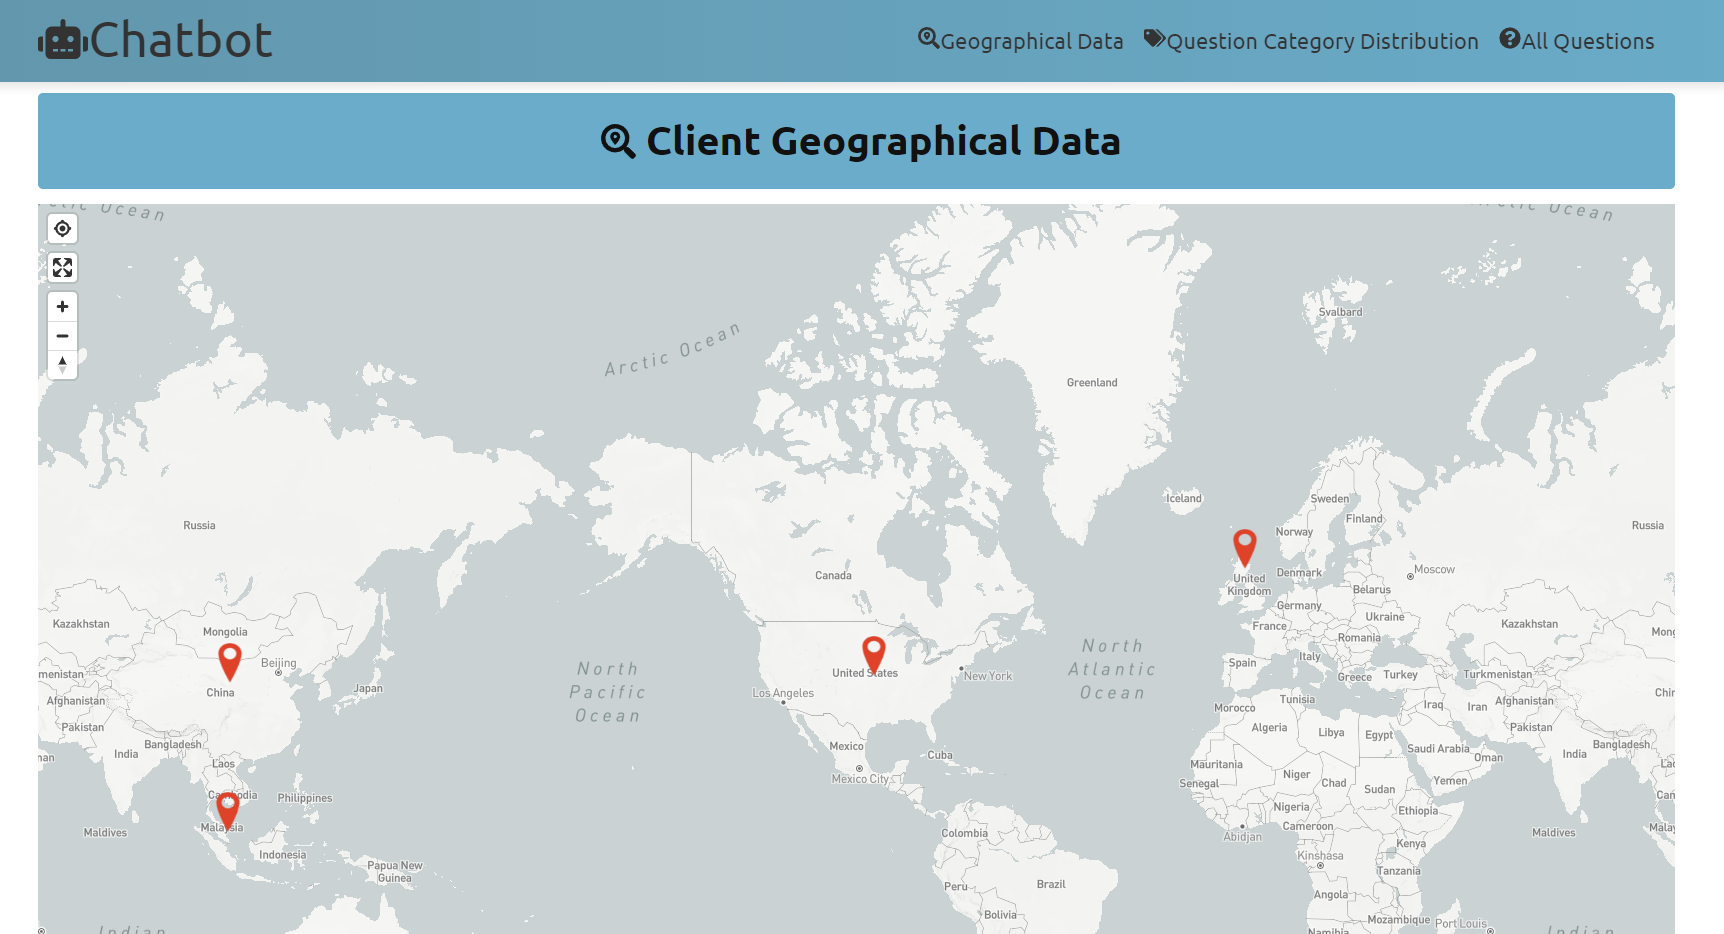 Chatbot
Geographical Data
Question Category Distribution
All Questions
Client Geographical Data
Ocean
Ocean
Arctic Ocean
Svalbard
Greenland
Iceland
Sweden
Finland
Norway
Russia
Russia
Canada
United
Kingdom
Denmark
Moscow
Belarus
Germany
Ukraine
France
Romania
Kazakhstan
Kazakhstan
Mongolia
Mong
Beijing
China
Japan
menistan
Afghanistan
Pakistan
India
Bangladesh
Laos
Cambodia
Philippines
Malaysia
Maldives
Indonesia
Papua New
Guinea
North
Pacific
Ocean
United States
Los Angeles
New York
Mexico
Mexico City
Cuba
North
Atlantic
Ocean
Spain
Italy
Greece
Turkey
Turkmenistan
Chin
Morocco
Tunisia
Algeria
Libya
Egypt
Iraq
Iran
Afghanistan
Pakistan
Saudi Arabia
Oman
India
Bangladesh
Mauritania
Senegal
Niger
Chad
Sudan
Yemen
Nigeria
Ethiopia
Abidjan
Cameroon
Kenya
Kinshasa
Tanzania
Angola
Mozambique
Port Louis
Namibia
Maldives
Malay
Colombia
Peru
Brazil
Bolivia
Indian
Indian